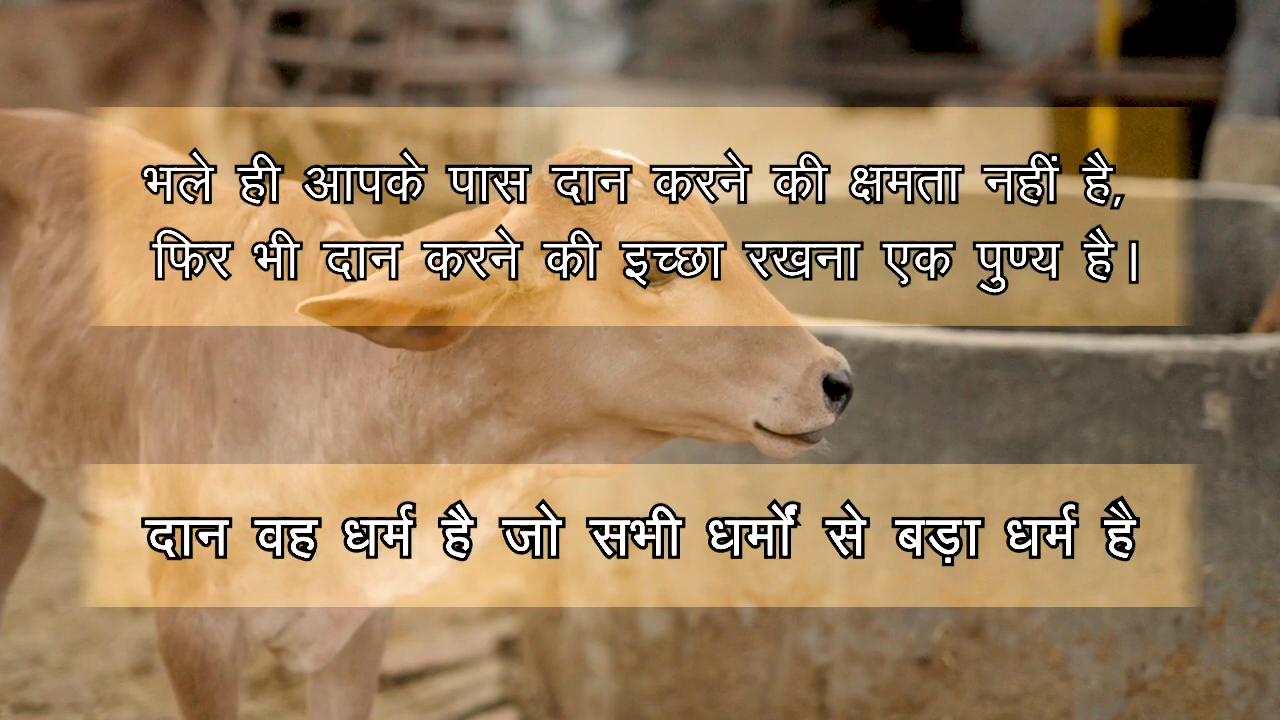 भले ही आपके पास दान करने की क्षमता नहीं है,
फिर भी दान करने की इच्छा रखना एक पुण्य है।
दान वह धर्म है जो सभी धर्मों से बड़ा धर्म है